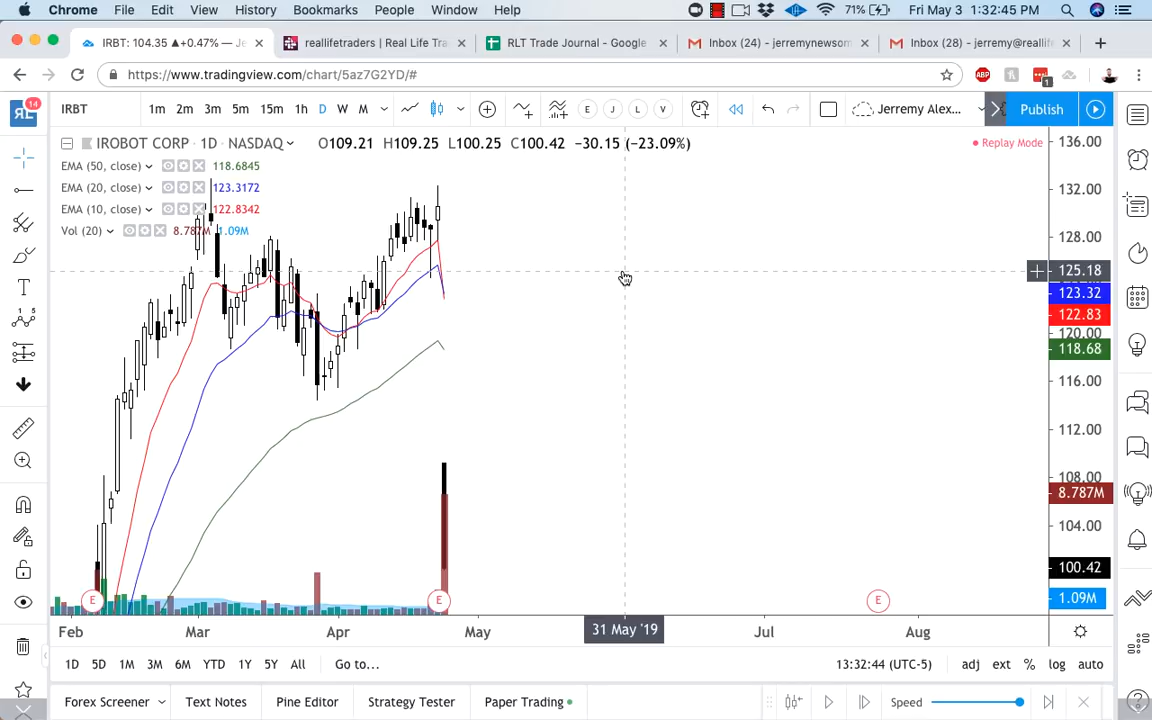 Chrome File Edit View History Bookmarks People Window Help 71% Fri May 3 1:32:45 PM
IRBT: 104.35 ▲+0.47% — Je × reallifetraders | Real Life Tra × RLT Trade Journal - Google × Inbox (24) - jeremynewsom × Inbox (28) - jeremy@reallif ×
https://www.tradingview.com/chart/5az7G2YD/# ABP 1
RL 14 IRBT 1m 2m 3m 5m 15m 1h D W M E J L V Jerremy Alex... Publish
IROBOT CORP · 1D · NASDAQ O109.21 H109.25 L100.25 C100.42 −30.15 (−23.09%) Replay Mode
EMA (50, close) 118.6845
EMA (20, close) 123.3172
EMA (10, close) 122.8342
Vol (20) 8.787M 1.09M
136.00
132.00
128.00
125.18
123.32
122.83
120.00
118.68
116.00
112.00
108.00
8.787M
104.00
100.42
1.09M
E E E
Feb Mar Apr May 31 May '19 Jul Aug
1D 5D 1M 3M 6M YTD 1Y 5Y All Go to... 13:32:44 (UTC-5) adj ext % log auto
Forex Screener Text Notes Pine Editor Strategy Tester Paper Trading Speed